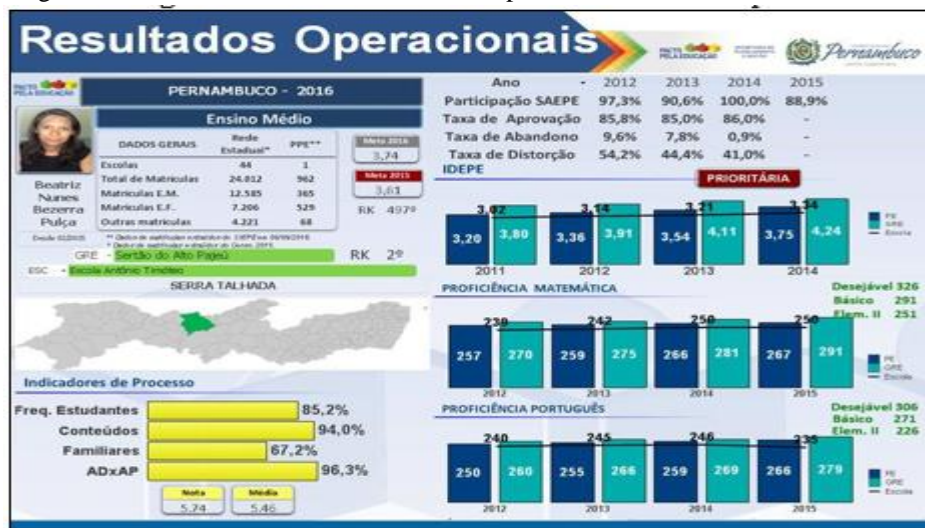 Resultados Operacionais
Pernambuco
PERNAMBUCO - 2016
Ensino Médio
DADOS GERAIS Rede Estadual* PPE**
Escolas 44 1
Total de Matrículas 24.012 962
Matrículas E.M. 12.585 365
Matrículas E.F. 7.206 529
Outras matrículas 4.221 68
Meta 2016
3,74
Meta 2015
3,61
RK 497º
Beatriz
Nunes
Bezerra
Pulça
GRE - Sertão do Alto Pajeú RK 2º
ESC - Escola Antônio Timóteo
SERRA TALHADA
Indicadores de Processo
Freq. Estudantes 85,2%
Conteúdos 94,0%
Familiares 67,2%
ADxAP 96,3%
Nota Média
5.74 5.46
Ano - 2012 2013 2014 2015
Participação SAEPE 97,3% 90,6% 100,0% 88,9%
Taxa de Aprovação 85,8% 85,0% 86,0% -
Taxa de Abandono 9,6% 7,8% 0,9% -
Taxa de Distorção 54,2% 44,4% 41,0% -
IDEPE
PRIORITÁRIA
3,02 3,14 3,21 3,34
3,20 3,80 3,36 3,91 3,54 4,11 3,75 4,24
2011 2012 2013 2014
PE
GRE
Escola
PROFICIÊNCIA MATEMÁTICA
Desejável 326
Básico 291
Elem. II 251
239 242 250 250
257 270 259 275 266 281 267 291
2012 2013 2014 2015
PE
GRE
Escola
PROFICIÊNCIA PORTUGUÊS
Desejável 306
Básico 271
Elem. II 226
240 245 246 235
250 260 255 266 259 269 266 279
2012 2013 2014 2015
PE
GRE
Escola